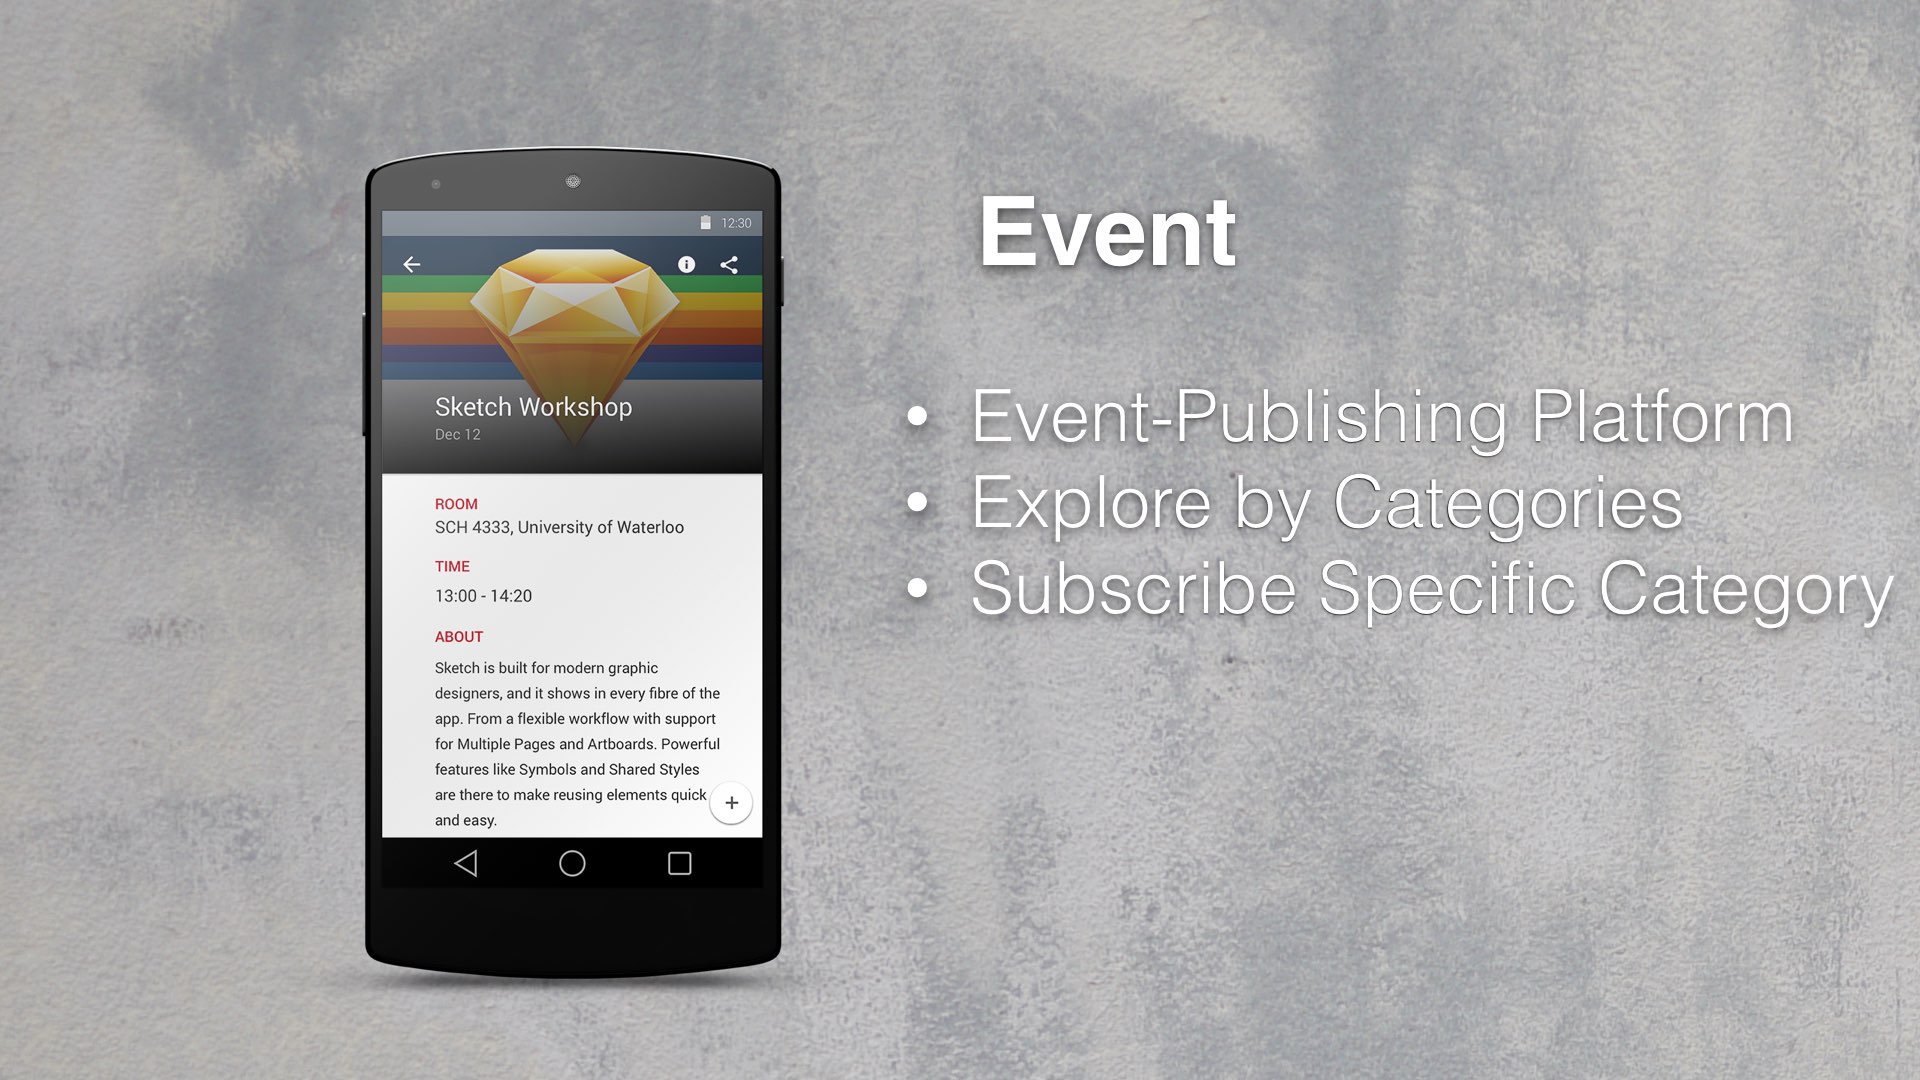 12:30
Sketch Workshop
Dec 12
ROOM
SCH 4333, University of Waterloo
TIME
13:00 - 14:20
ABOUT
Sketch is built for modern graphic
designers, and it shows in every fibre of the
app. From a flexible workflow with support
for Multiple Pages and Artboards. Powerful
features like Symbols and Shared Styles
are there to make reusing elements quick
and easy.
Event
• Event-Publishing Platform
• Explore by Categories
• Subscribe Specific Category